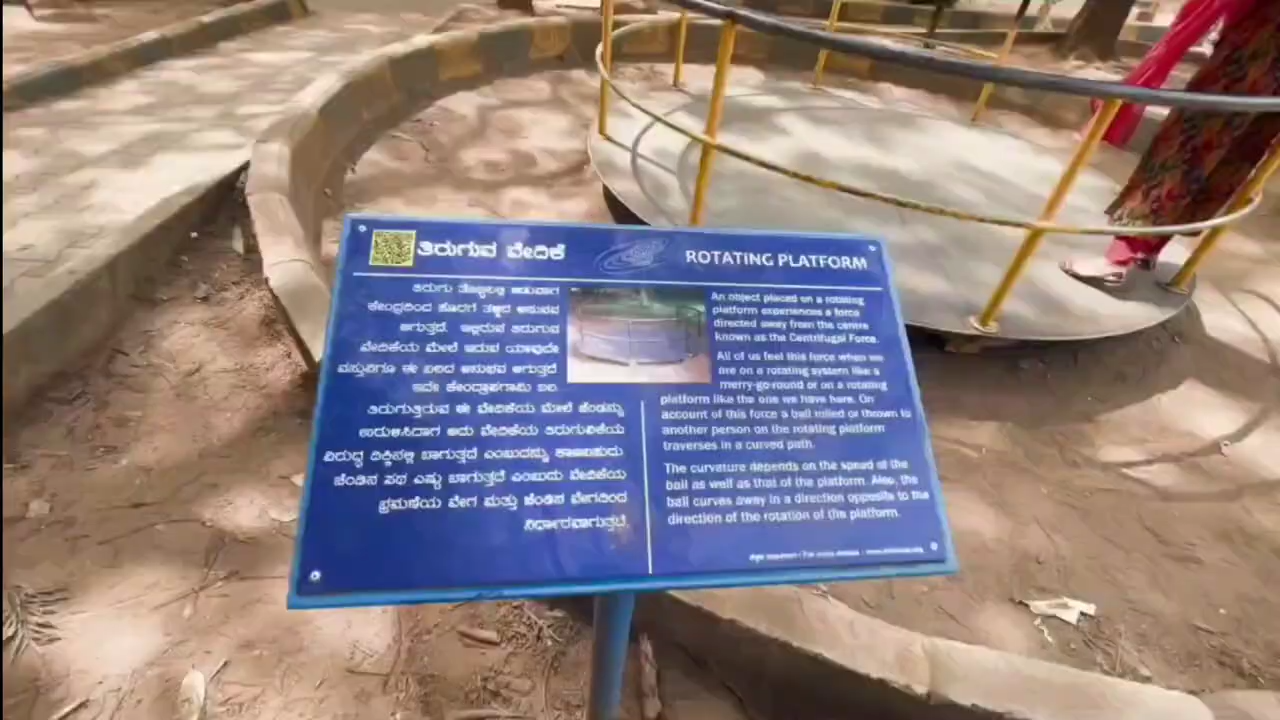 ತಿರುಗುವ ವೇದಿಕೆ
ROTATING PLATFORM
ತಿರುಗು ತೊಟ್ಟಿಲಲ್ಲಿ ಆಡುವಾಗ
ಕೇಂದ್ರದಿಂದ ಹೊರಗೆ ತಳ್ಳಿದ ಅನುಭವ
ಆಗುತ್ತದೆ. ಇಲ್ಲಿರುವ ತಿರುಗುವ
ವೇದಿಕೆಯ ಮೇಲೆ ಇರುವ ಯಾವುದೇ
ವಸ್ತುವಿಗೂ ಈ ಬಲದ ಅನುಭವ ಆಗುತ್ತದೆ
ಇದೇ ಕೇಂದ್ರಾಪಗಾಮಿ ಬಲ.
ತಿರುಗುತ್ತಿರುವ ಈ ವೇದಿಕೆಯ ಮೇಲೆ ಚೆಂಡನ್ನು
ಉರುಳಿಸಿದಾಗ ಅದು ವೇದಿಕೆಯ ತಿರುಗುವಿಕೆಯ
ವಿರುದ್ಧ ದಿಕ್ಕಿನಲ್ಲಿ ಬಾಗುತ್ತದೆ ಎಂಬುದನ್ನು ಕಾಣಬಹುದು
ಚೆಂಡಿನ ಪಥ ಎಷ್ಟು ಬಾಗುತ್ತದೆ ಎಂಬುದು ವೇದಿಕೆಯ
ಭ್ರಮಣೆಯ ವೇಗ ಮತ್ತು ಚೆಂಡಿನ ವೇಗದಿಂದ
ನಿರ್ಧಾರವಾಗುತ್ತದೆ.
An object placed on a rotating
platform experiences a force
directed away from the centre
known as the Centrifugal Force.
All of us feel this force when we
are on a rotating system like a
merry-go-round or on a rotating
platform like the one we have here. On
account of this force a ball rolled or thrown to
another person on the rotating platform
traverses in a curved path.
The curvature depends on the speed of the
ball as well as that of the platform. Also, the
ball curves away in a direction opposite to the
direction of the rotation of the platform.